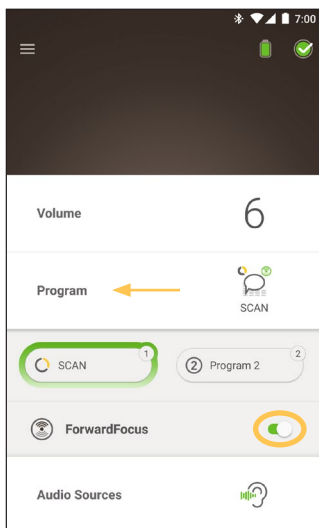 7:00
Volume 6
Program
SCAN
SCAN 1
2 Program 2 2
ForwardFocus
Audio Sources